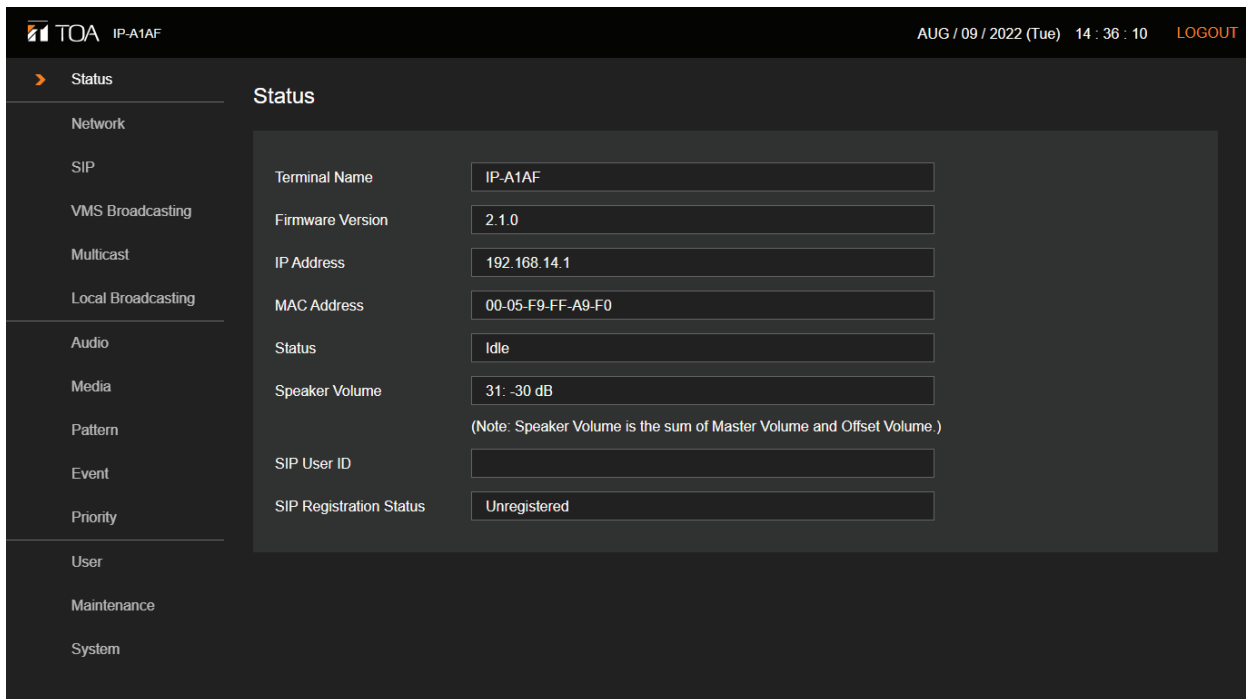 TOA IP-A1AF AUG / 09 / 2022 (Tue) 14 : 36 : 10 LOGOUT
Status
Network
SIP
VMS Broadcasting
Multicast
Local Broadcasting
Audio
Media
Pattern
Event
Priority
User
Maintenance
System
Status
Terminal Name IP-A1AF
Firmware Version 2.1.0
IP Address 192.168.14.1
MAC Address 00-05-F9-FF-A9-F0
Status Idle
Speaker Volume 31: -30 dB
(Note: Speaker Volume is the sum of Master Volume and Offset Volume.)
SIP User ID
SIP Registration Status Unregistered